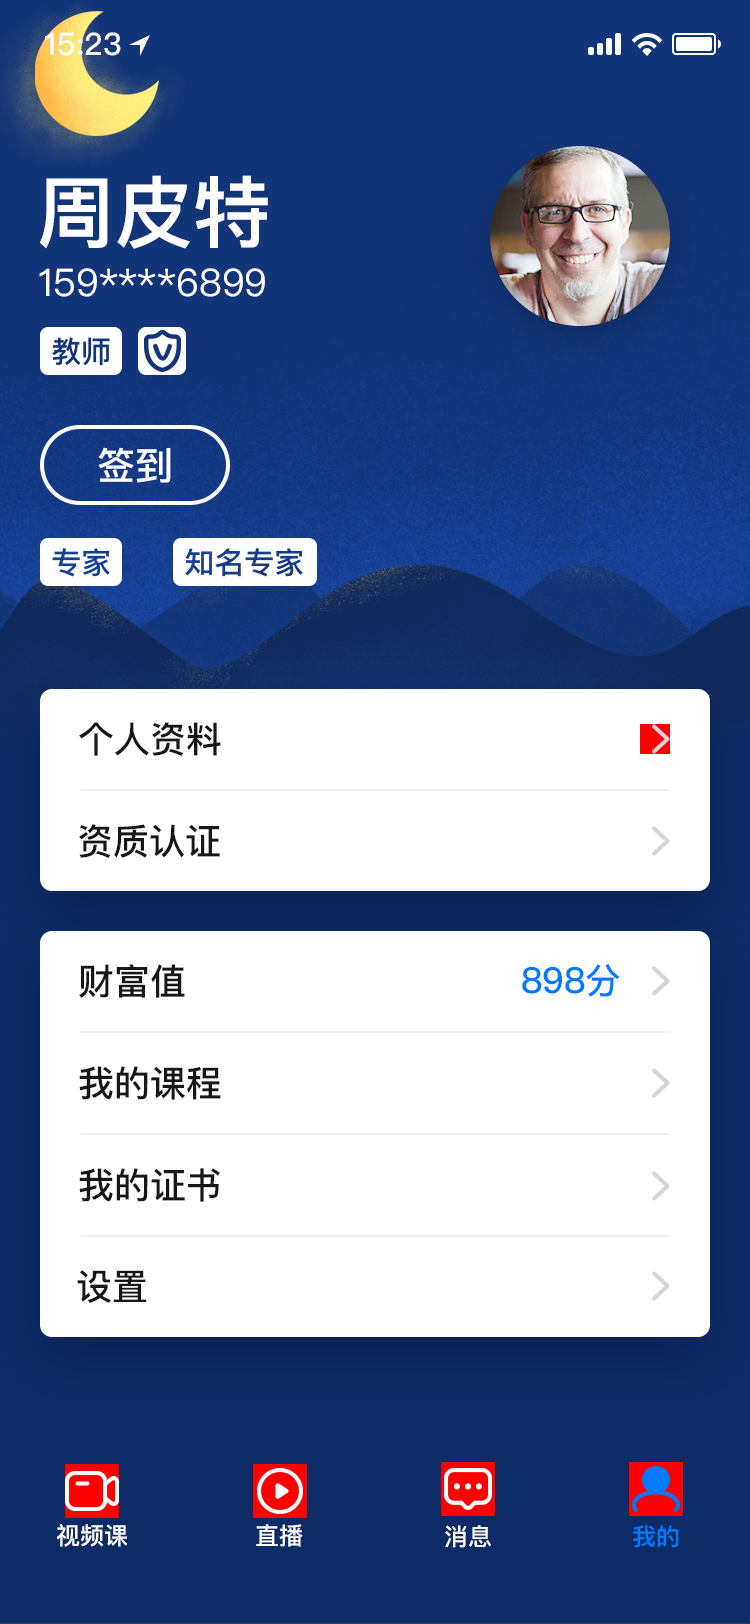 15:23
周皮特
159****6899
教师
签到
专家 知名专家
个人资料
资质认证
财富值 898分
我的课程
我的证书
设置
视频课 直播 消息 我的